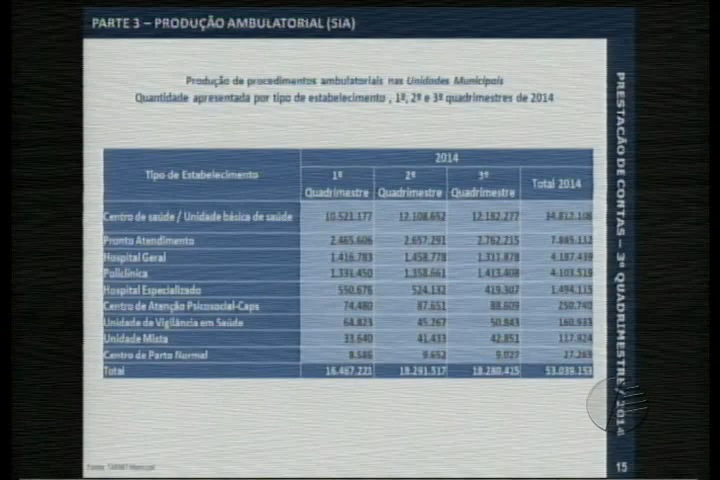 PARTE 3 – PRODUÇÃO AMBULATORIAL (SIA)
Produção de procedimentos ambulatoriais nas Unidades Municipais
Quantidade apresentada por tipo de estabelecimento , 1º, 2º e 3º quadrimestres de 2014
Tipo de Estabelecimento 2014
1º Quadrimestre 2º Quadrimestre 3º Quadrimestre Total 2014
Centro de saúde / Unidade básica de saúde 10.521.177 12.108.652 12.182.277 34.812.106
Pronto Atendimento 2.465.606 2.657.291 2.762.215 7.885.112
Hospital Geral 1.416.783 1.458.778 1.311.878 4.187.439
Policlínica 1.331.450 1.358.661 1.413.408 4.103.519
Hospital Especializado 550.676 524.132 419.307 1.494.115
Centro de Atenção Psicosocial-Caps 74.480 87.651 88.609 250.740
Unidade de Vigilância em Saúde 64.823 45.267 50.843 160.933
Unidade Mista 33.640 41.433 42.851 117.924
Centro de Parto Normal 8.586 9.652 9.027 27.265
Total 16.467.221 18.291.517 18.280.415 53.039.153
PRESTAÇÃO DE CONTAS – 3º QUADRIMESTRE / 2014
15